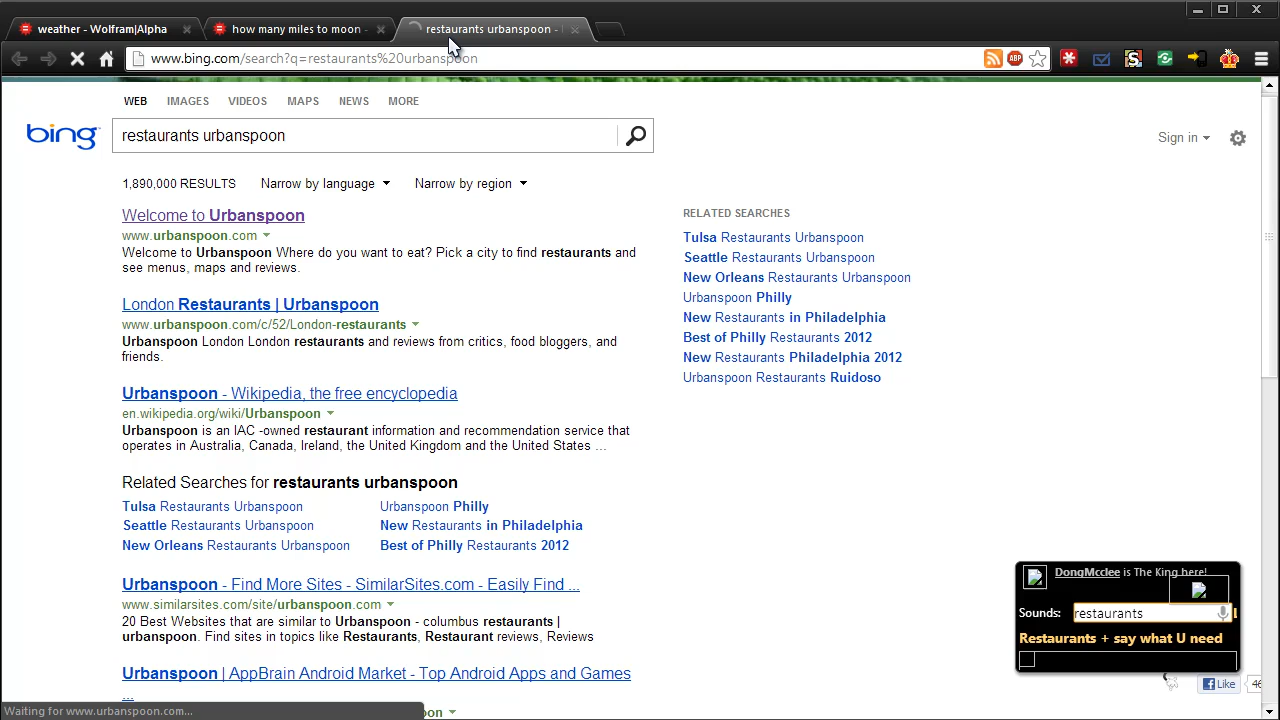 weather - Wolfram|Alpha
how many miles to moon -
restaurants urbanspoon -
www.bing.com/search?q=restaurants%20urbanspoon
ABP
WEB IMAGES VIDEOS MAPS NEWS MORE
bing
restaurants urbanspoon
Sign in
1,890,000 RESULTS Narrow by language Narrow by region
Welcome to Urbanspoon
www.urbanspoon.com
Welcome to Urbanspoon Where do you want to eat? Pick a city to find restaurants and
see menus, maps and reviews.
London Restaurants | Urbanspoon
www.urbanspoon.com/c/52/London-restaurants
Urbanspoon London London restaurants and reviews from critics, food bloggers, and
friends.
Urbanspoon - Wikipedia, the free encyclopedia
en.wikipedia.org/wiki/Urbanspoon
Urbanspoon is an IAC -owned restaurant information and recommendation service that
operates in Australia, Canada, Ireland, the United Kingdom and the United States ...
Related Searches for restaurants urbanspoon
Tulsa Restaurants Urbanspoon
Seattle Restaurants Urbanspoon
New Orleans Restaurants Urbanspoon
Urbanspoon Philly
New Restaurants in Philadelphia
Best of Philly Restaurants 2012
Urbanspoon - Find More Sites - SimilarSites.com - Easily Find ...
www.similarsites.com/site/urbanspoon.com
20 Best Websites that are similar to Urbanspoon - columbus restaurants |
urbanspoon. Find sites in topics like Restaurants, Restaurant reviews, Reviews
Urbanspoon | AppBrain Android Market - Top Android Apps and Games
...
Waiting for www.urbanspoon.com...
RELATED SEARCHES
Tulsa Restaurants Urbanspoon
Seattle Restaurants Urbanspoon
New Orleans Restaurants Urbanspoon
Urbanspoon Philly
New Restaurants in Philadelphia
Best of Philly Restaurants 2012
New Restaurants Philadelphia 2012
Urbanspoon Restaurants Ruidoso
DongMcclee is The King here!
Sounds: restaurants
Restaurants + say what U need
Like